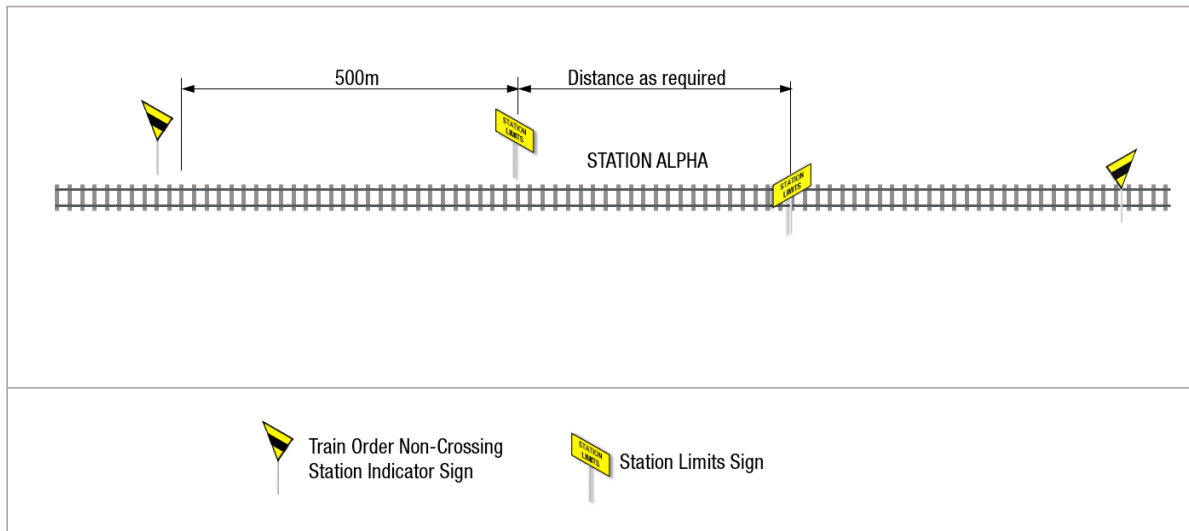 500m
Distance as required
STATION
LIMITS
STATION ALPHA
STATION
LIMITS
Train Order Non-Crossing
Station Indicator Sign
STATION
LIMITS
Station Limits Sign